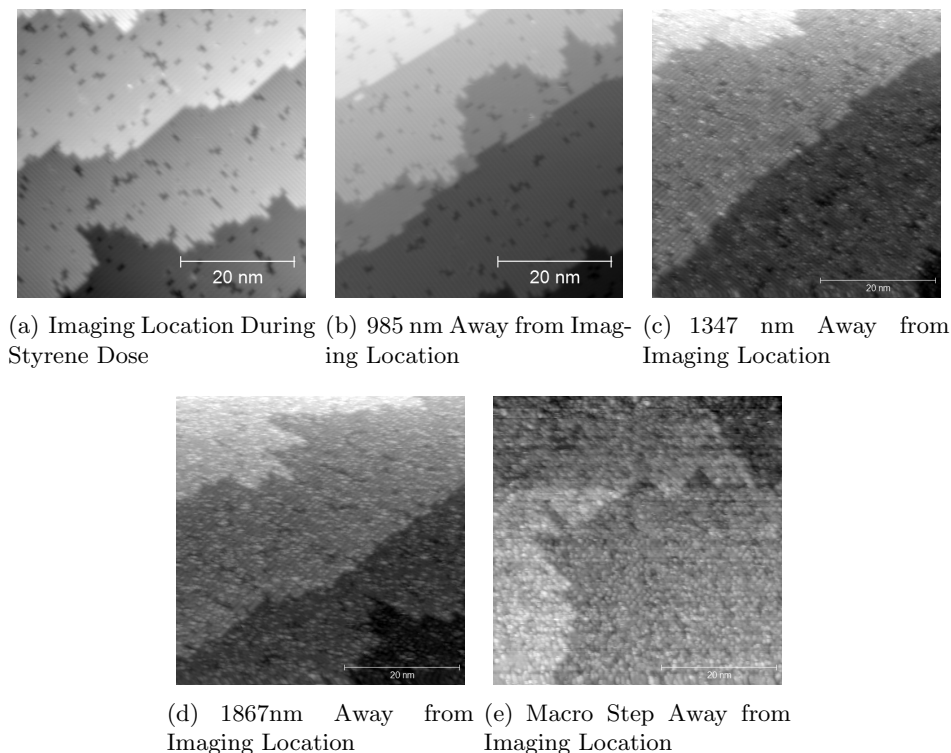 20 nm
20 nm
20 nm
(a) Imaging Location During
Styrene Dose
(b) 985 nm Away from Imag-
ing Location
(c) 1347 nm Away from
Imaging Location
20 nm
20 nm
(d) 1867nm Away from
Imaging Location
(e) Macro Step Away from
Imaging Location